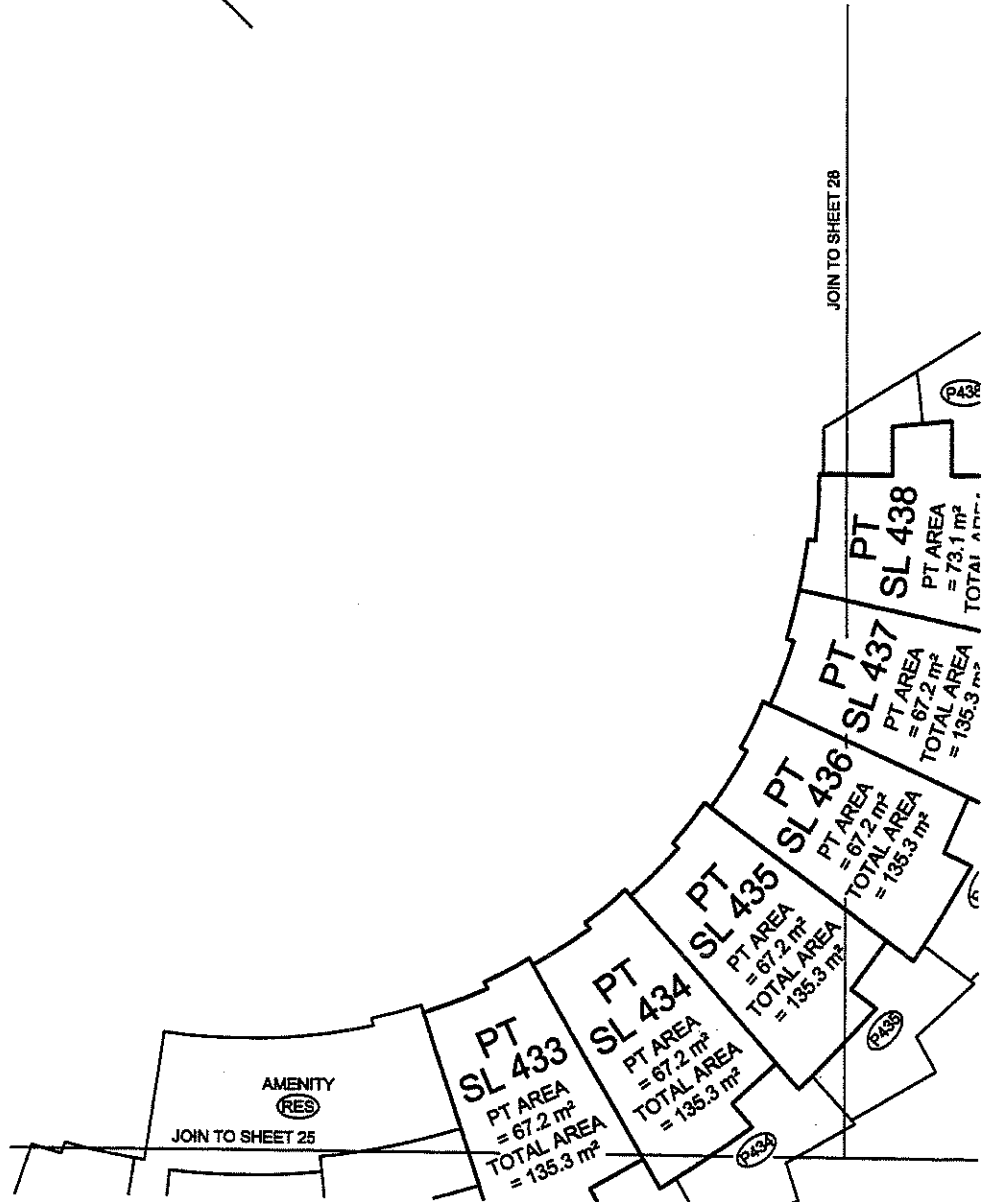 JOIN TO SHEET 28
P438
PT
SL 438
PT AREA
= 73.1 m²
TOTAL AREA
PT
SL 437
PT AREA
= 67.2 m²
TOTAL AREA
= 135.3 m²
PT
SL 436
PT AREA
= 67.2 m²
TOTAL AREA
= 135.3 m²
PT
SL 435
PT AREA
= 67.2 m²
TOTAL AREA
= 135.3 m²
P435
PT
SL 434
PT AREA
= 67.2 m²
TOTAL AREA
= 135.3 m²
P434
PT
SL 433
PT AREA
= 67.2 m²
TOTAL AREA
= 135.3 m²
AMENITY
RES
JOIN TO SHEET 25